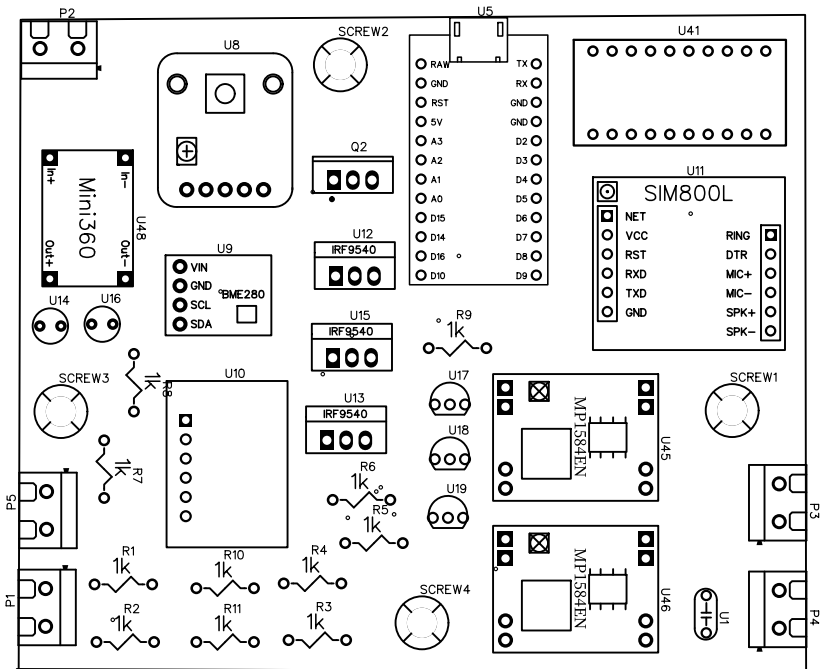 P2
U5
U8
SCREW2
U41
RAW
GND
RST
5V
A3
A2
A1
A0
D15
D14
D16
D10
TX
RX
GND
GND
D2
D3
D4
D5
D6
D7
D8
D9
Q2
In+
In-
Mini360
Out+
Out-
U48
U11
SIM800L
NET
VCC
RST
RXD
TXD
GND
RING
DTR
MIC+
MIC-
SPK+
SPK-
U9
VIN
GND
SCL
SDA
BME280
U12
IRF9540
U14
U16
U15
IRF9540
R9
1k
SCREW3
1k
R8
U10
U13
IRF9540
U17
U18
U19
MP1584EN
U45
SCREW1
1k
R7
R6
1k
R5
1k
P5
P3
R1
1k
R10
1k
R4
1k
SCREW4
MP1584EN
U46
P1
R2
1k
R11
1k
R3
1k
U1
P4